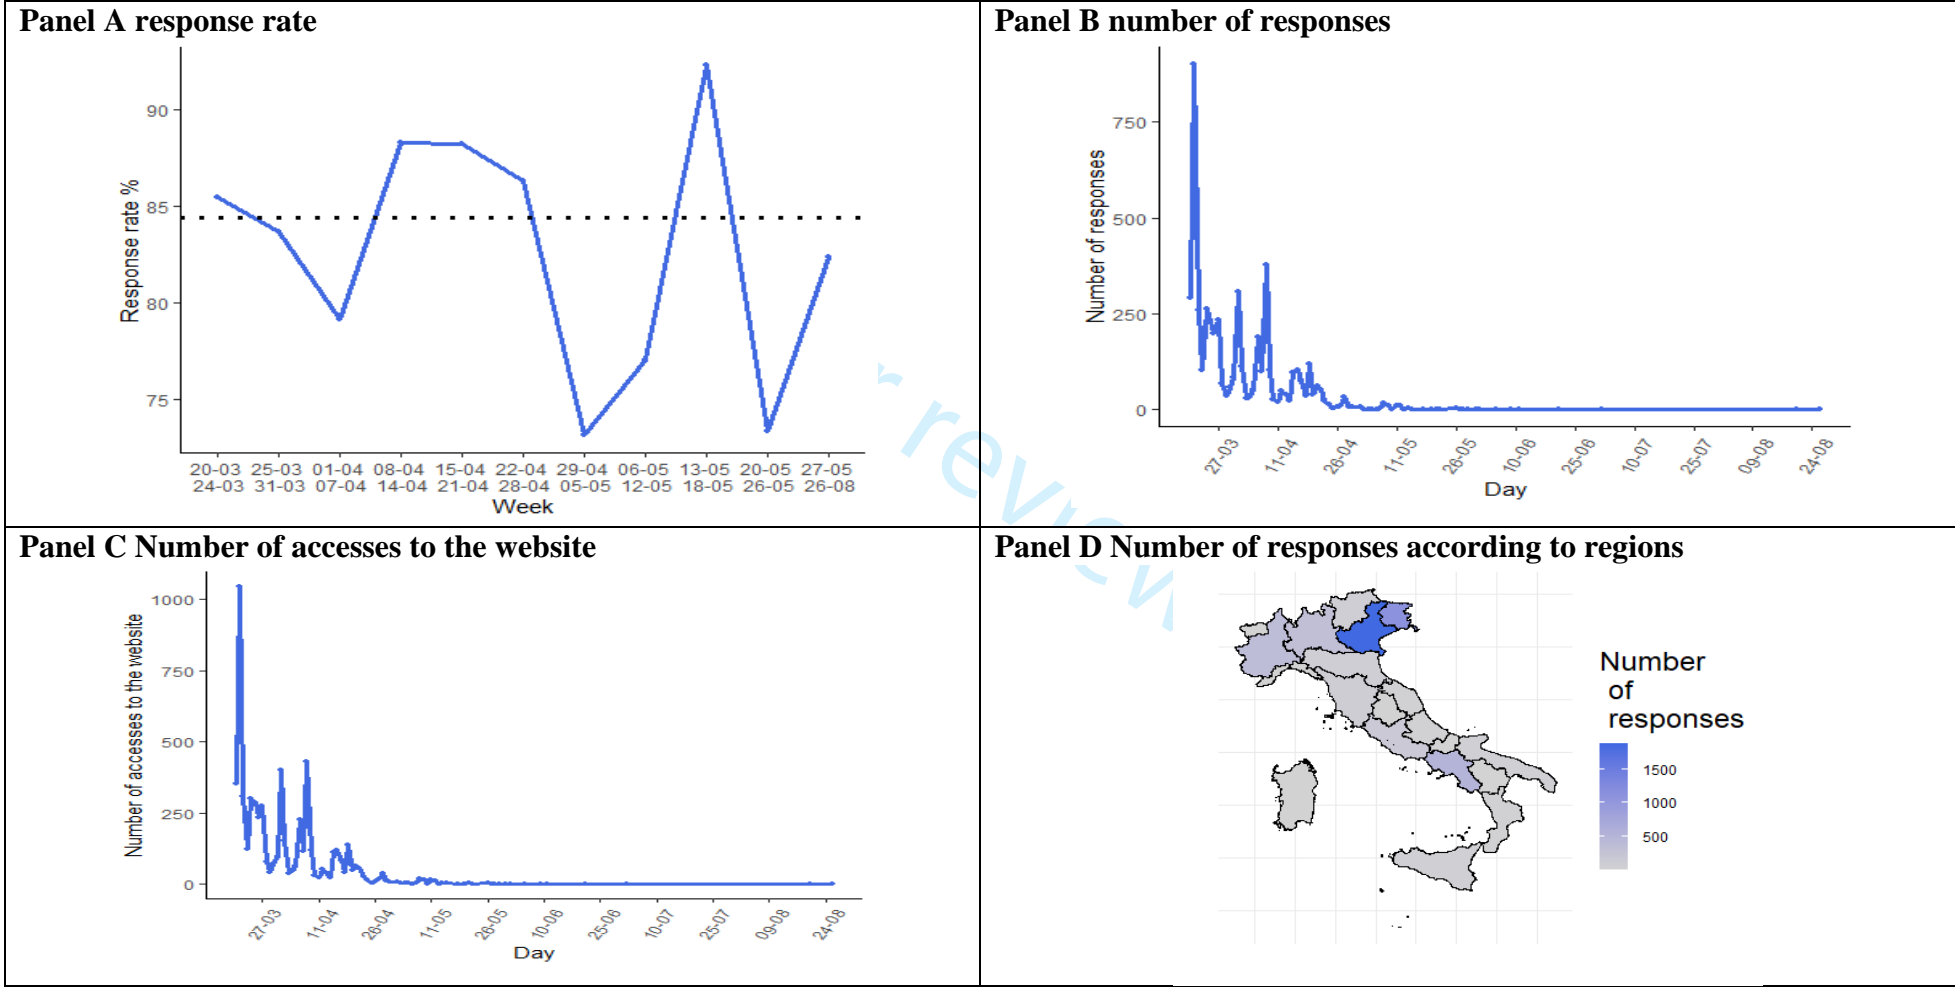 Panel A response rate
Response rate %
90
85
80
75
20-03 25-03 01-04 08-04 15-04 22-04 29-04 06-05 13-05 20-05 27-05
24-03 31-03 07-04 14-04 21-04 28-04 05-05 12-05 18-05 26-05 26-08
Week
Panel B number of responses
Number of responses
750
500
250
0
27-03 11-04 26-04 11-05 26-05 10-06 25-06 10-07 25-07 09-08 24-08
Day
Panel C Number of accesses to the website
Number of accesses to the website
1000
750
500
250
0
27-03 11-04 26-04 11-05 26-05 10-06 25-06 10-07 25-07 09-08 24-08
Day
Panel D Number of responses according to regions
Number
of
responses
1500
1000
500